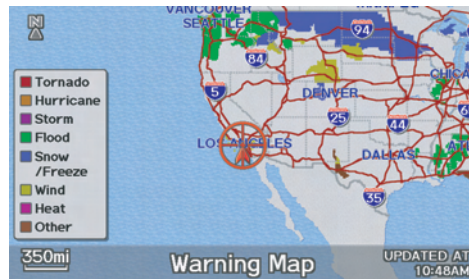 N
VANCOUVER
SEATTLE
94
84
5
CHICA
DENVER
25
44
LOS ANGELES
DALLAS
AT
35
Tornado
Hurricane
Storm
Flood
Snow
/Freeze
Wind
Heat
Other
350mi
Warning Map
UPDATED AT
10:48AM